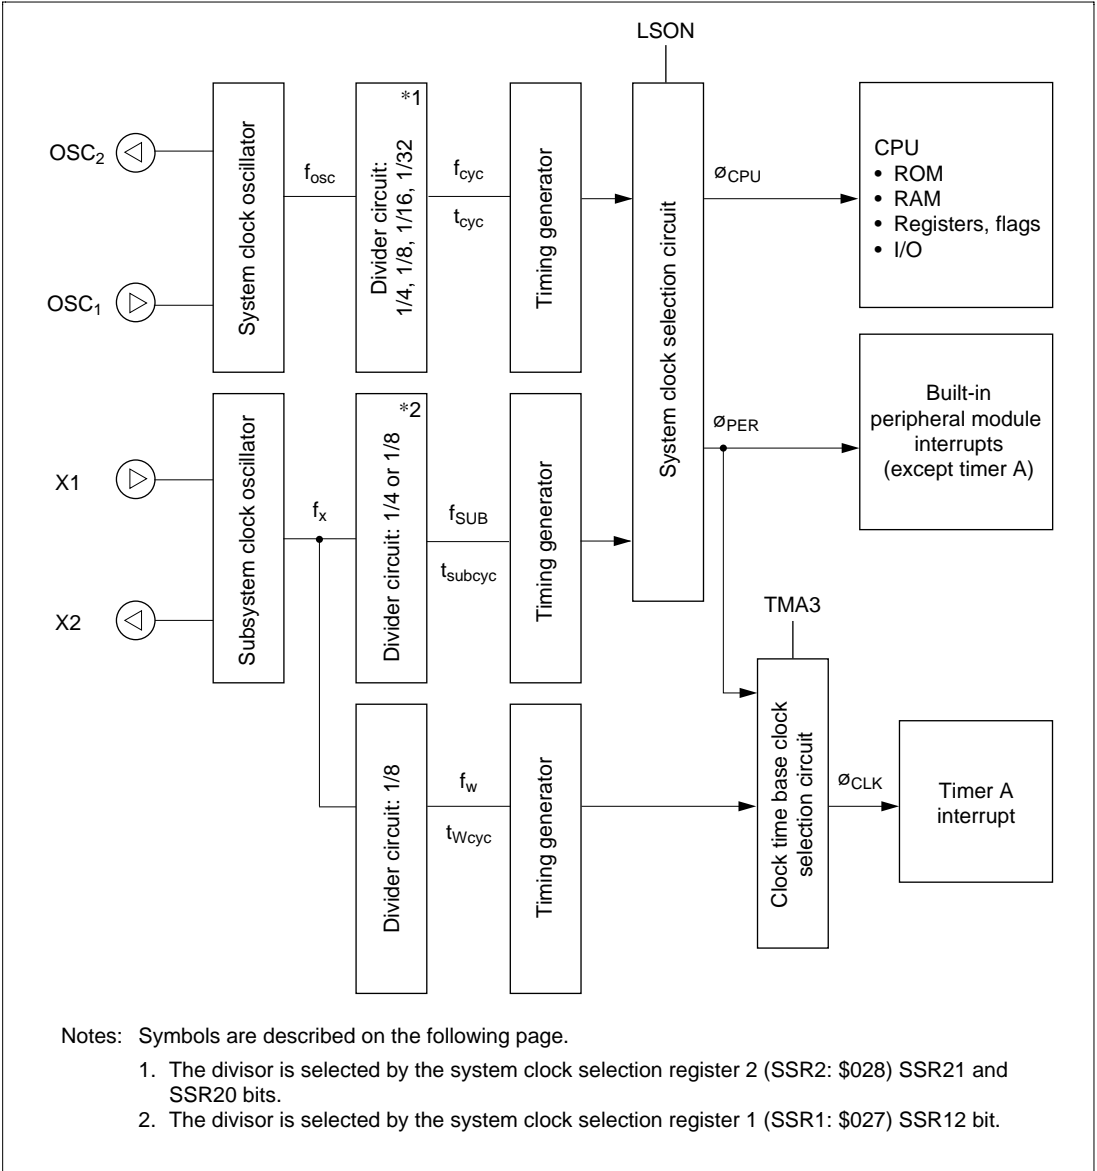 LSON
OSC2
OSC1
System clock oscillator
fosc
*1
Divider circuit:
1/4, 1/8, 1/16, 1/32
fcyc
tcyc
Timing generator
System clock selection circuit
øCPU
CPU
• ROM
• RAM
• Registers, flags
• I/O
X1
X2
Subsystem clock oscillator
fx
*2
Divider circuit: 1/4 or 1/8
fSUB
tsubcyc
Timing generator
øPER
Built-in
peripheral module
interrupts
(except timer A)
TMA3
Divider circuit: 1/8
fw
tWcyc
Timing generator
Clock time base clock
selection circuit
øCLK
Timer A
interrupt
Notes: Symbols are described on the following page.
1. The divisor is selected by the system clock selection register 2 (SSR2: $028) SSR21 and
SSR20 bits.
2. The divisor is selected by the system clock selection register 1 (SSR1: $027) SSR12 bit.